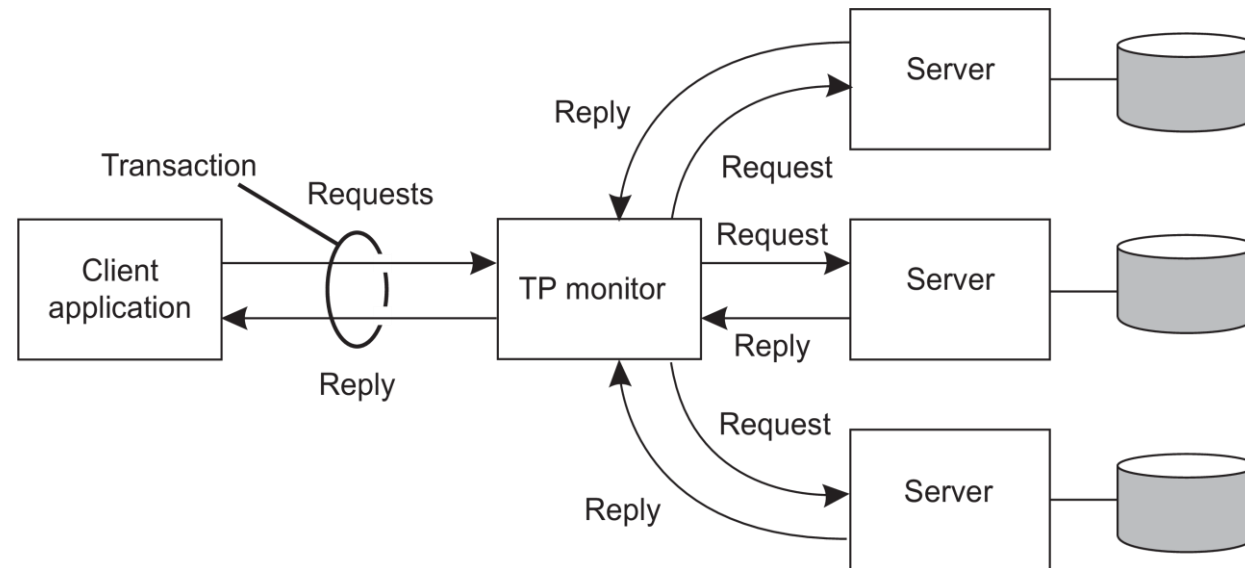 Server
Reply
Transaction
Request
Requests
Request
Client
application
TP monitor
Server
Reply
Reply
Request
Server
Reply